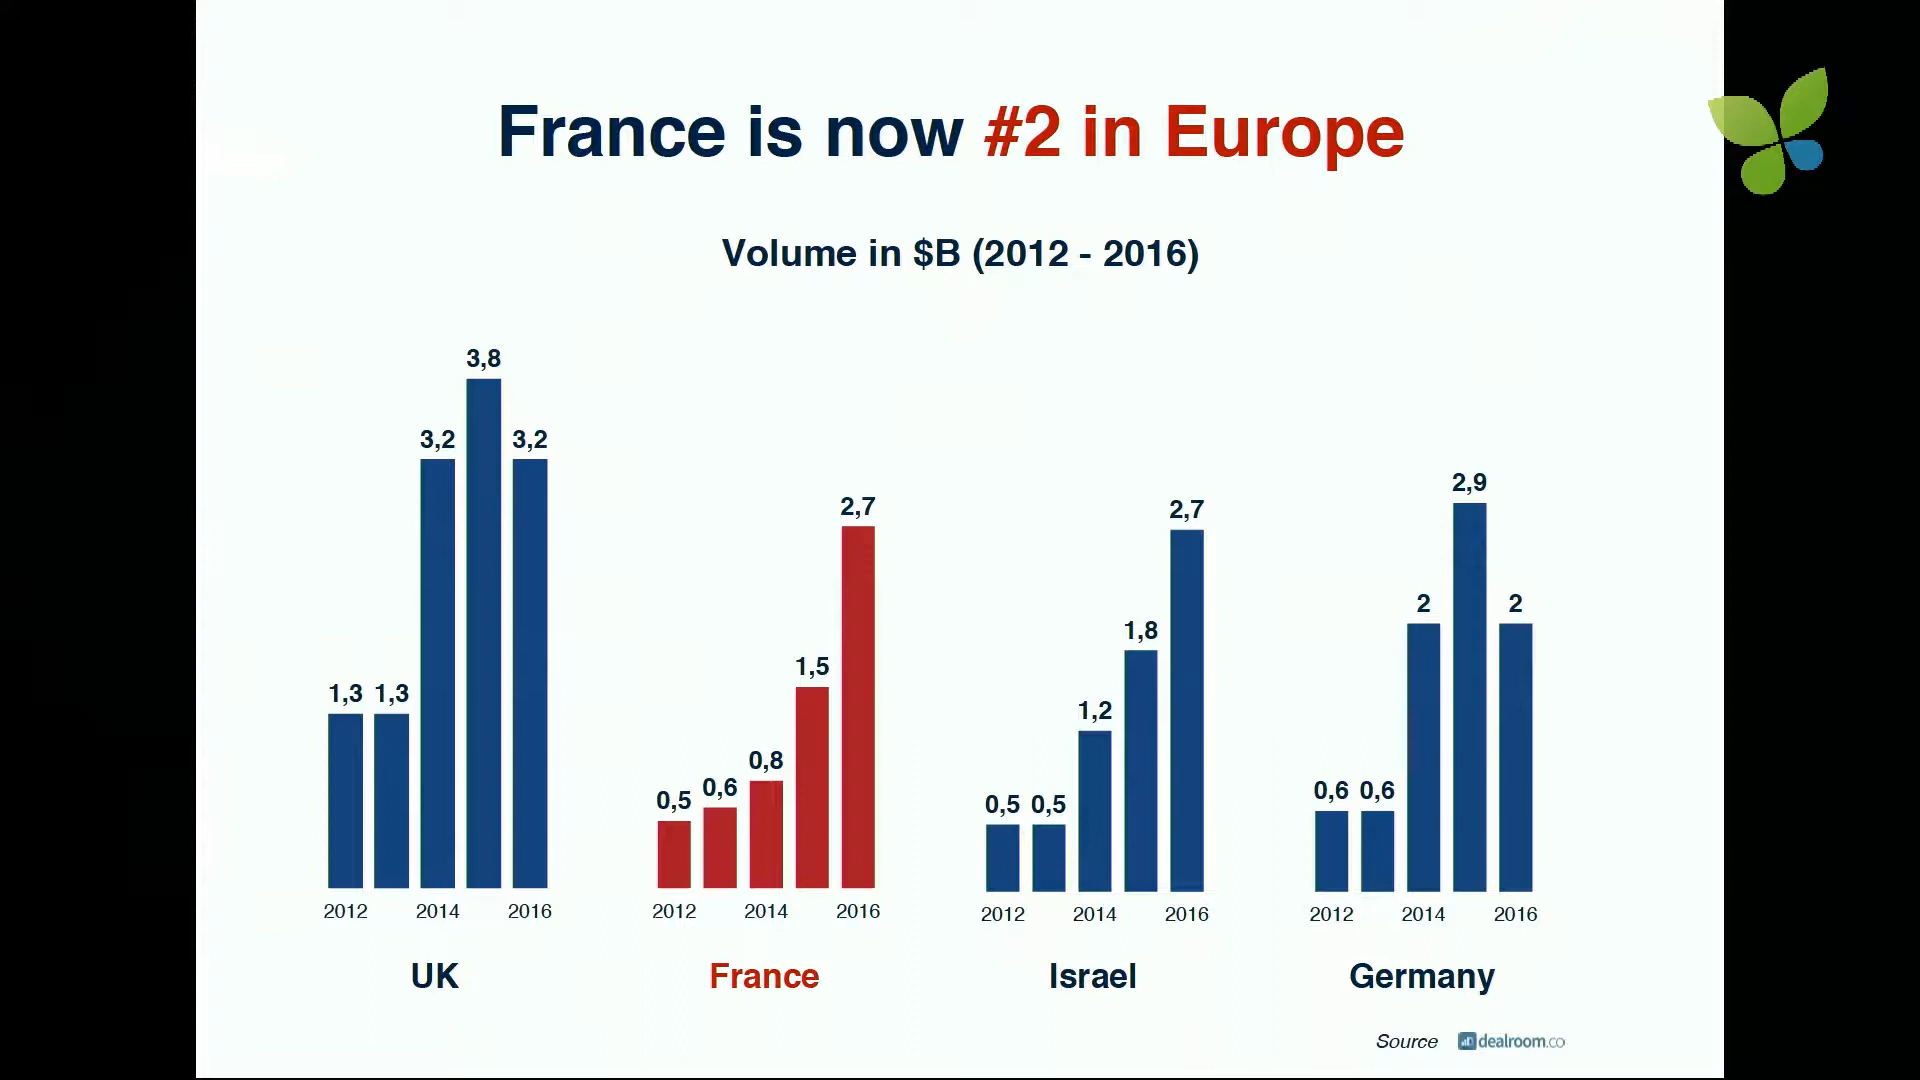 France is now #2 in Europe
Volume in $B (2012 - 2016)
1,3 1,3 3,2 3,8 3,2
2012 2014 2016
UK
0,5 0,6 0,8 1,5 2,7
2012 2014 2016
France
0,5 0,5 1,2 1,8 2,7
2012 2014 2016
Israel
0,6 0,6 2 2,9 2
2012 2014 2016
Germany
Source dealroom.co